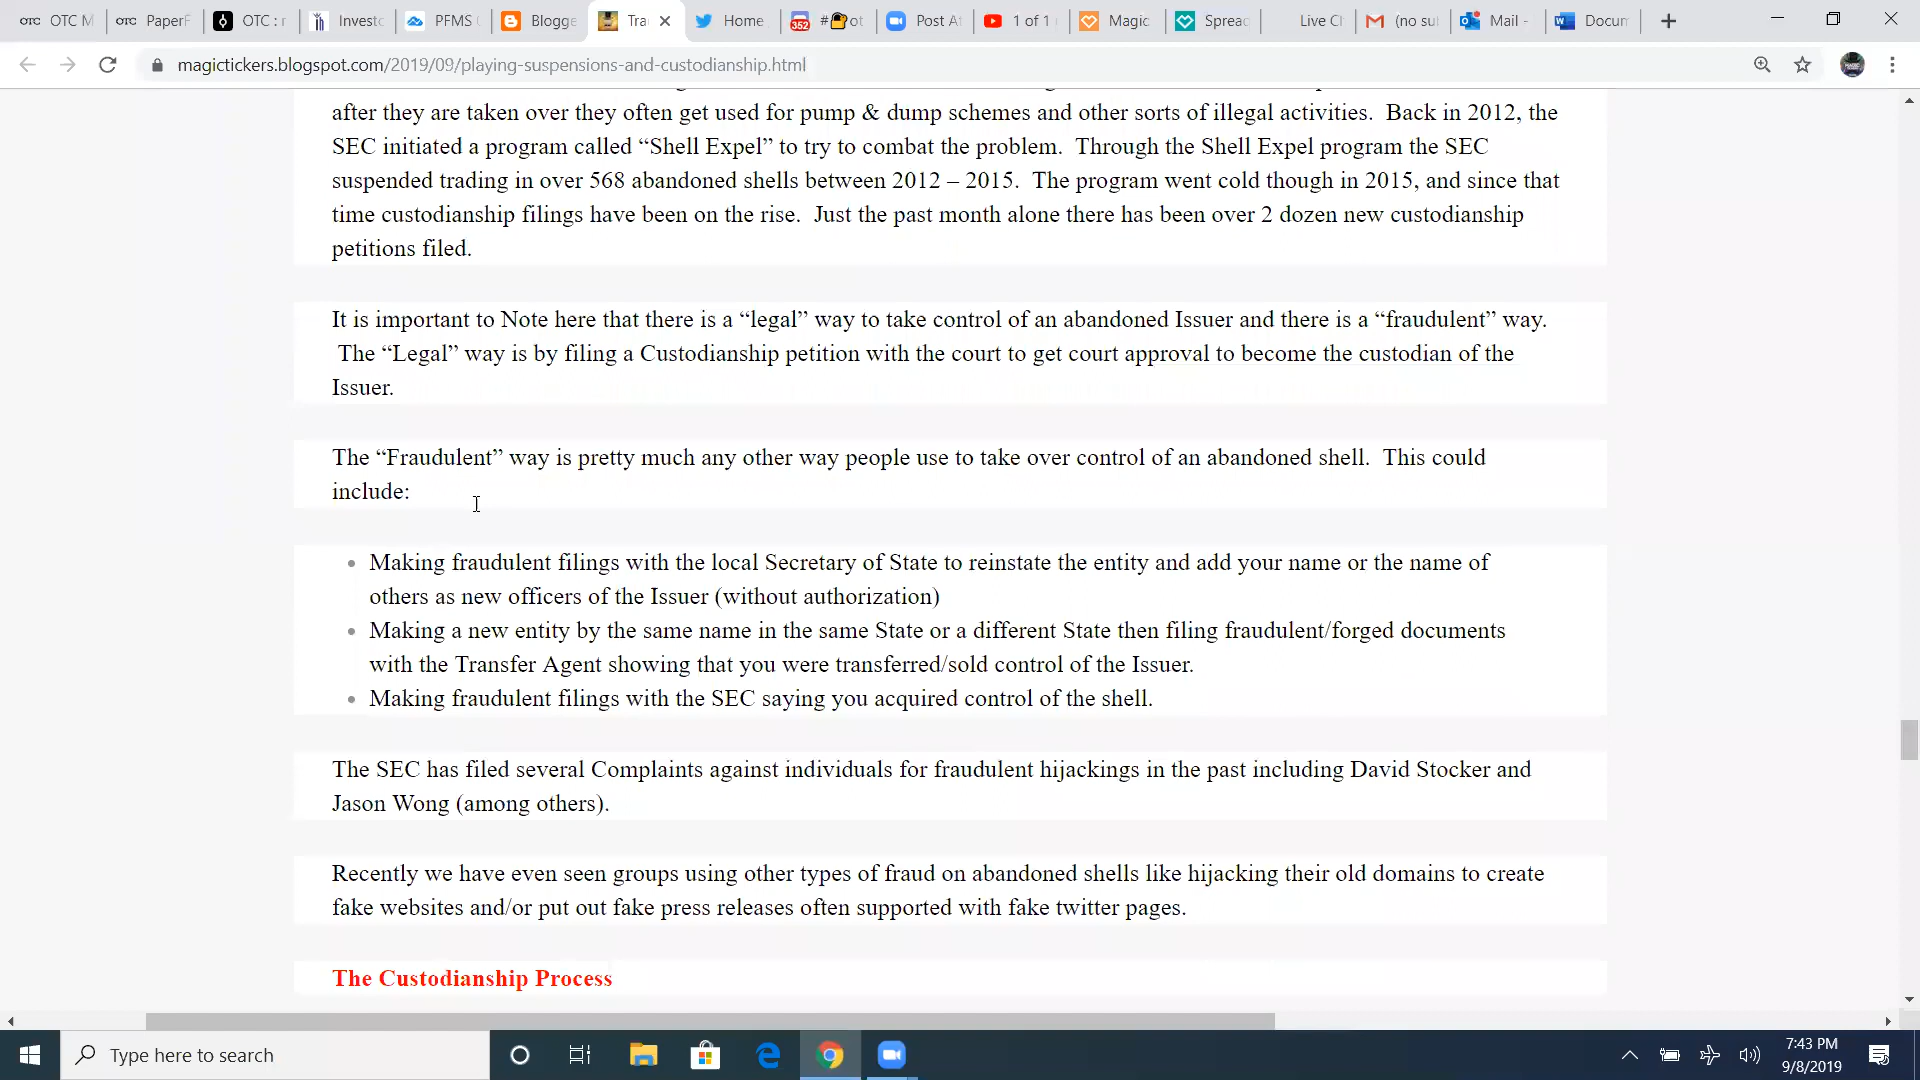 OTC M
PaperF
OTC : r
Investo
PFMS
Blogge
Tra
Home
352
Post A
1 of 1
Magic
Sprea
Live C
(no su
Mail -
Docum
magictickers.blogspot.com/2019/09/playing-suspensions-and-custodianship.html
after they are taken over they often get used for pump & dump schemes and other sorts of illegal activities.  Back in 2012, the
SEC initiated a program called “Shell Expel” to try to combat the problem.  Through the Shell Expel program the SEC
suspended trading in over 568 abandoned shells between 2012 – 2015.  The program went cold though in 2015, and since that
time custodianship filings have been on the rise.  Just the past month alone there has been over 2 dozen new custodianship
petitions filed.
It is important to Note here that there is a “legal” way to take control of an abandoned Issuer and there is a “fraudulent” way.
The “Legal” way is by filing a Custodianship petition with the court to get court approval to become the custodian of the
Issuer.
The “Fraudulent” way is pretty much any other way people use to take over control of an abandoned shell.  This could
include:
• Making fraudulent filings with the local Secretary of State to reinstate the entity and add your name or the name of
others as new officers of the Issuer (without authorization)
• Making a new entity by the same name in the same State or a different State then filing fraudulent/forged documents
with the Transfer Agent showing that you were transferred/sold control of the Issuer.
• Making fraudulent filings with the SEC saying you acquired control of the shell.
The SEC has filed several Complaints against individuals for fraudulent hijackings in the past including David Stocker and
Jason Wong (among others).
Recently we have even seen groups using other types of fraud on abandoned shells like hijacking their old domains to create
fake websites and/or put out fake press releases often supported with fake twitter pages.
The Custodianship Process
Type here to search
7:43 PM
9/8/2019